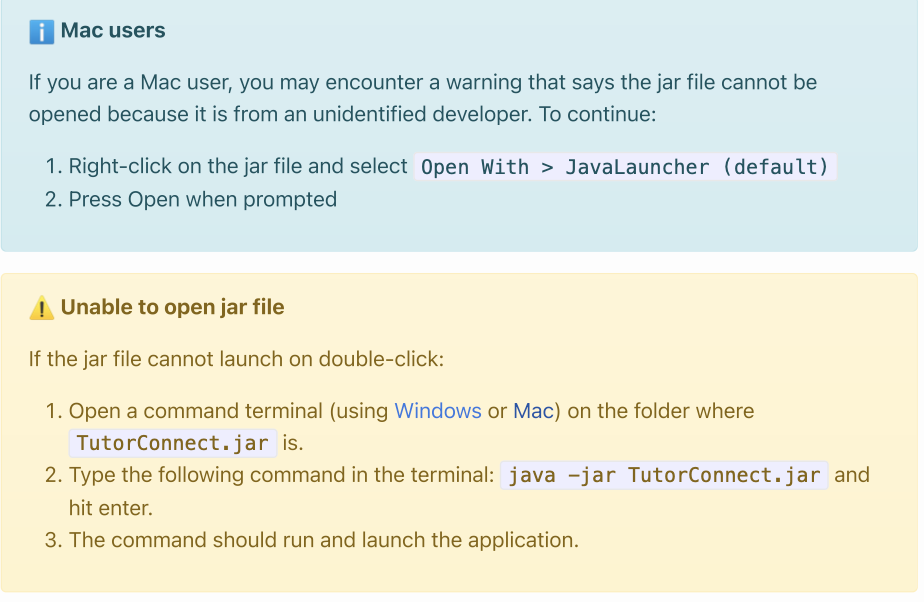 ℹ️ Mac users
If you are a Mac user, you may encounter a warning that says the jar file cannot be
opened because it is from an unidentified developer. To continue:
1. Right-click on the jar file and select Open With > JavaLauncher (default)
2. Press Open when prompted
⚠️ Unable to open jar file
If the jar file cannot launch on double-click:
1. Open a command terminal (using Windows or Mac) on the folder where
TutorConnect.jar is.
2. Type the following command in the terminal: java -jar TutorConnect.jar and
hit enter.
3. The command should run and launch the application.